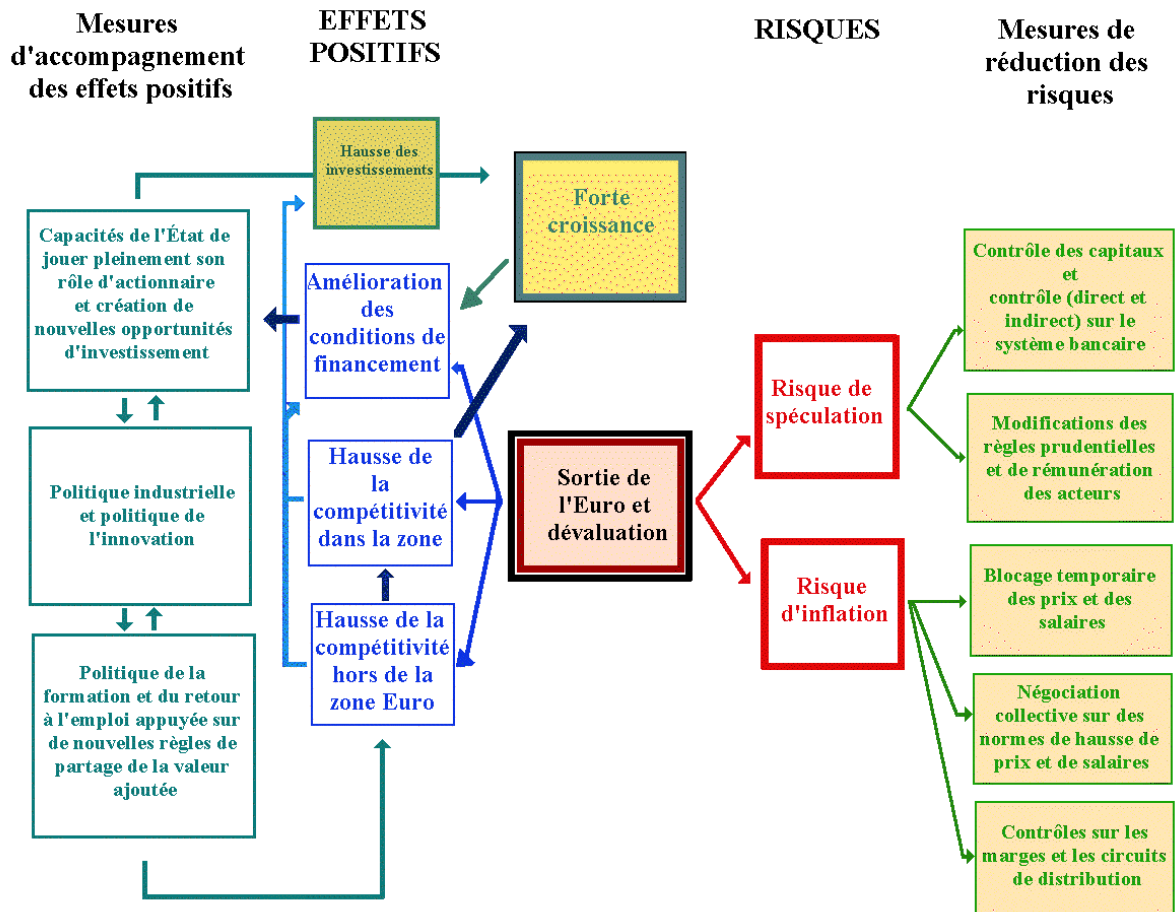 Mesures
d'accompagnement
des effets positifs
EFFETS
POSITIFS
RISQUES
Mesures de
réduction des
risques
Hausse des
investissements
Forte
croissance
Capacités de l'État de
jouer pleinement son
rôle d'actionnaire
et création de
nouvelles opportunités
d'investissement
Amélioration
des
conditions de
financement
Hausse de
la
compétitivité
dans la zone
Hausse de la
compétitivité
hors de la
zone Euro
Politique industrielle
et politique de
l'innovation
Politique de la
formation et du retour
à l'emploi appuyée sur
de nouvelles règles de
partage de la valeur
ajoutée
Sortie de
l'Euro et
dévaluation
Risque de
spéculation
Risque
d'inflation
Contrôle des capitaux
et
contrôle (direct et
indirect) sur le
système bancaire
Modifications des
règles prudentielles
et de rémunération
des acteurs
Blocage temporaire
des prix et des
salaires
Négociation
collective sur des
normes de hausse de
prix et de salaires
Contrôles sur les
marges et les circuits
de distribution